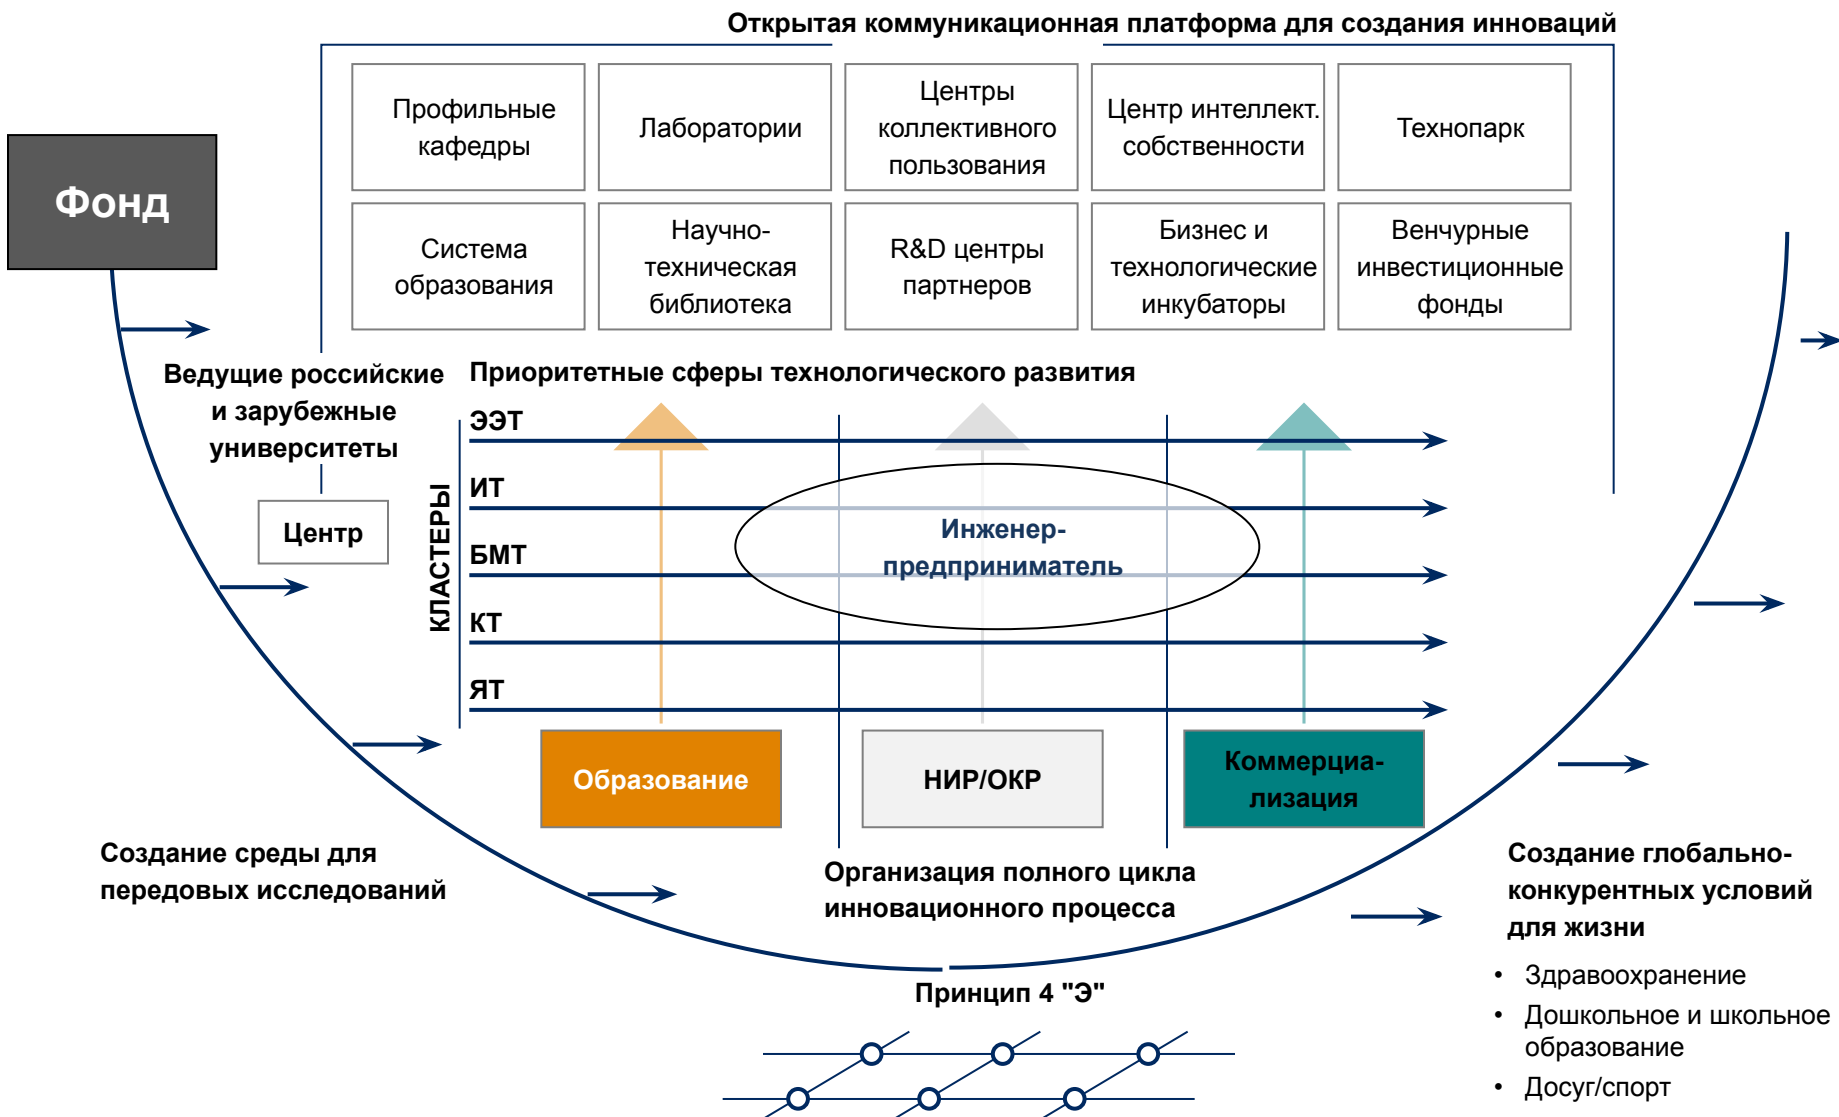 Открытая коммуникационная платформа для создания инноваций
Фонд
Профильные
кафедры
Лаборатории
Центры
коллективного
пользования
Центр интеллект.
собственности
Технопарк
Система
образования
Научно-
техническая
библиотека
R&D центры
партнеров
Бизнес и
технологические
инкубаторы
Венчурные
инвестиционные
фонды
Ведущие российские
и зарубежные
университеты
Центр
Приоритетные сферы технологического развития
КЛАСТЕРЫ
ЭЭТ
ИТ
БМТ
КТ
ЯТ
Инженер-
предприниматель
Образование
НИР/ОКР
Коммерциа-
лизация
Создание среды для
передовых исследований
Организация полного цикла
инновационного процесса
Создание глобально-
конкурентных условий
для жизни
• Здравоохранение
• Дошкольное и школьное
образование
• Досуг/спорт
Принцип 4 "Э"